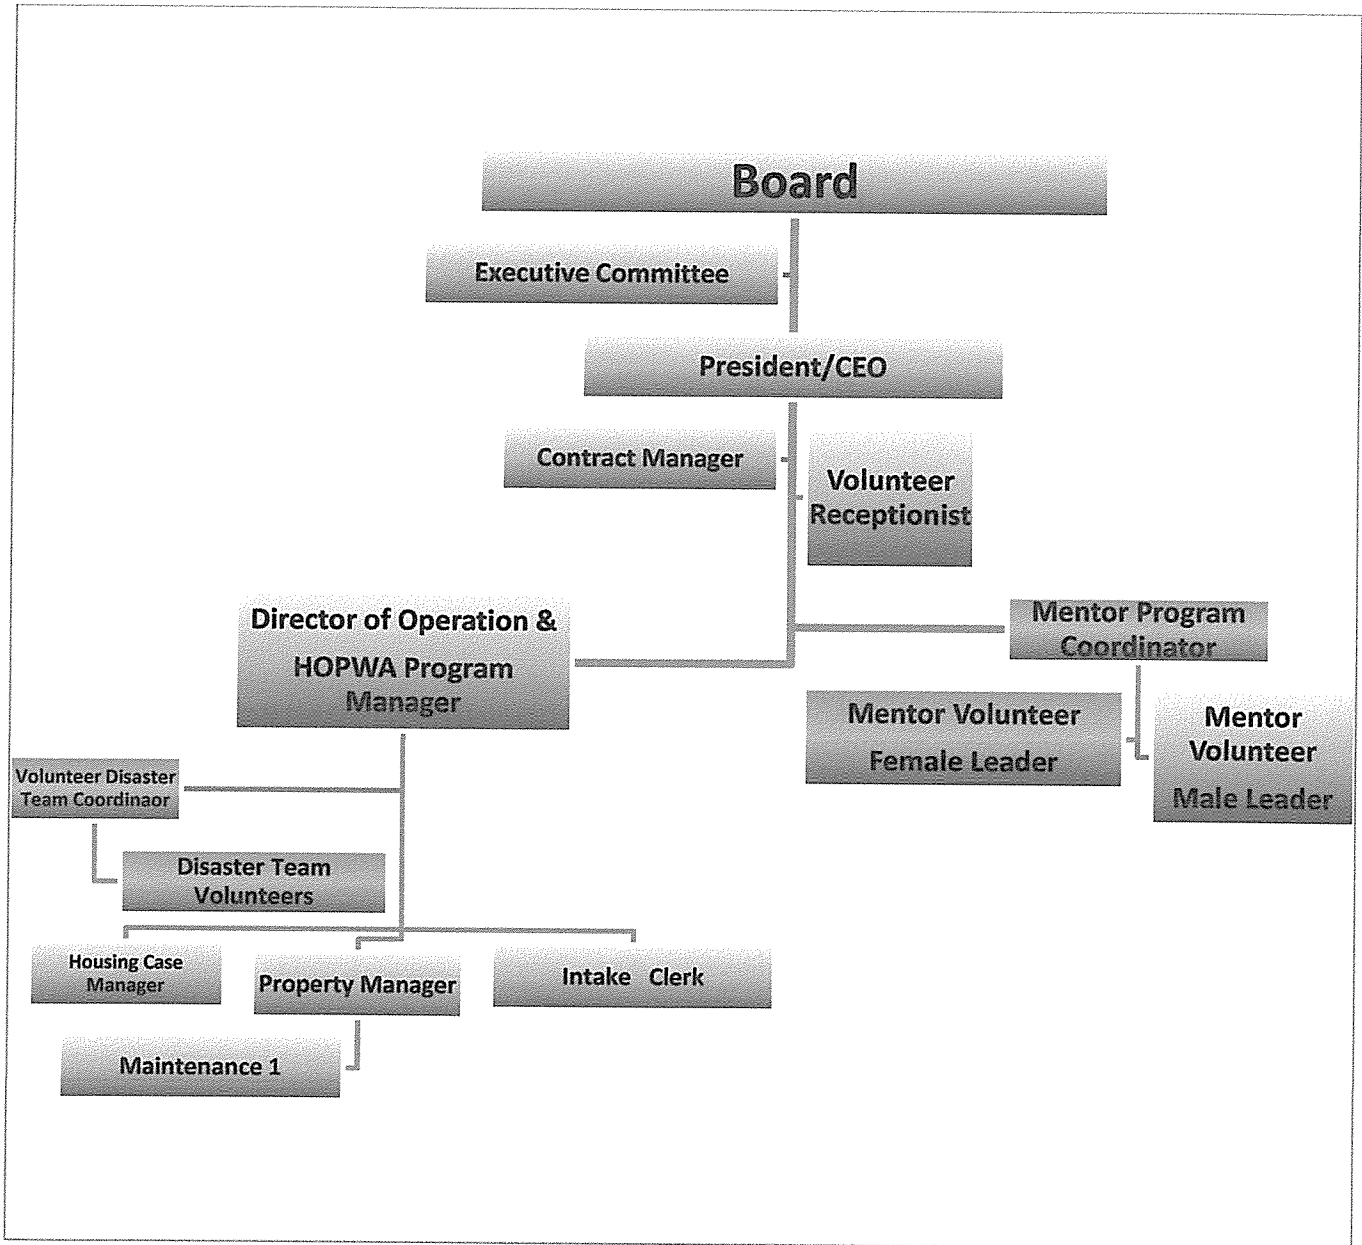 Board
Executive Committee
President/CEO
Contract Manager
Volunteer
Receptionist
Director of Operation &
HOPWA Program
Manager
Mentor Program
Coordinator
Mentor Volunteer
Female Leader
Mentor
Volunteer
Male Leader
Volunteer Disaster
Team Coordinaor
Disaster Team
Volunteers
Housing Case
Manager
Property Manager
Intake Clerk
Maintenance 1